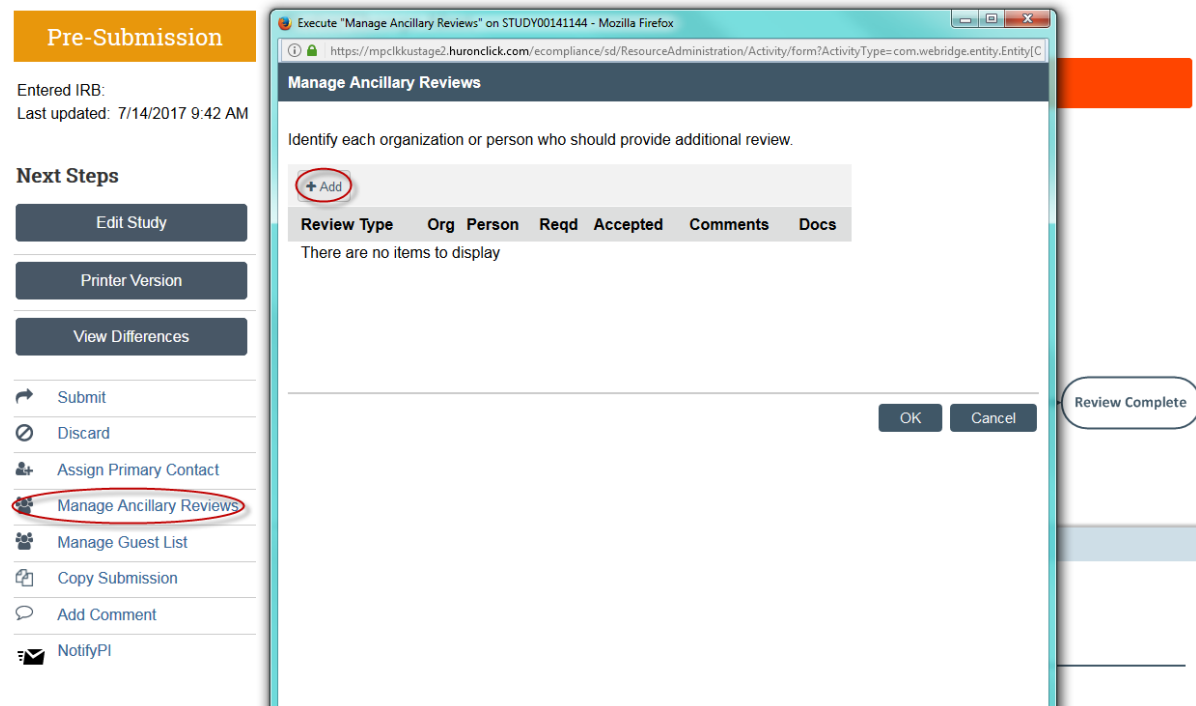 Pre-Submission
Entered IRB:
Last updated: 7/14/2017 9:42 AM
Next Steps
Edit Study
Printer Version
View Differences
Submit
Discard
Assign Primary Contact
Manage Ancillary Reviews
Manage Guest List
Copy Submission
Add Comment
NotifyPI
Execute "Manage Ancillary Reviews" on STUDY00141144 - Mozilla Firefox
https://mpclkkustage2.huronclick.com/ecompliance/sd/ResourceAdministration/Activity/form?ActivityType=com.webridge.entity.Entity[C
Manage Ancillary Reviews
Identify each organization or person who should provide additional review.
+ Add
Review Type Org Person Reqd Accepted Comments Docs
There are no items to display
OK Cancel
Review Complete